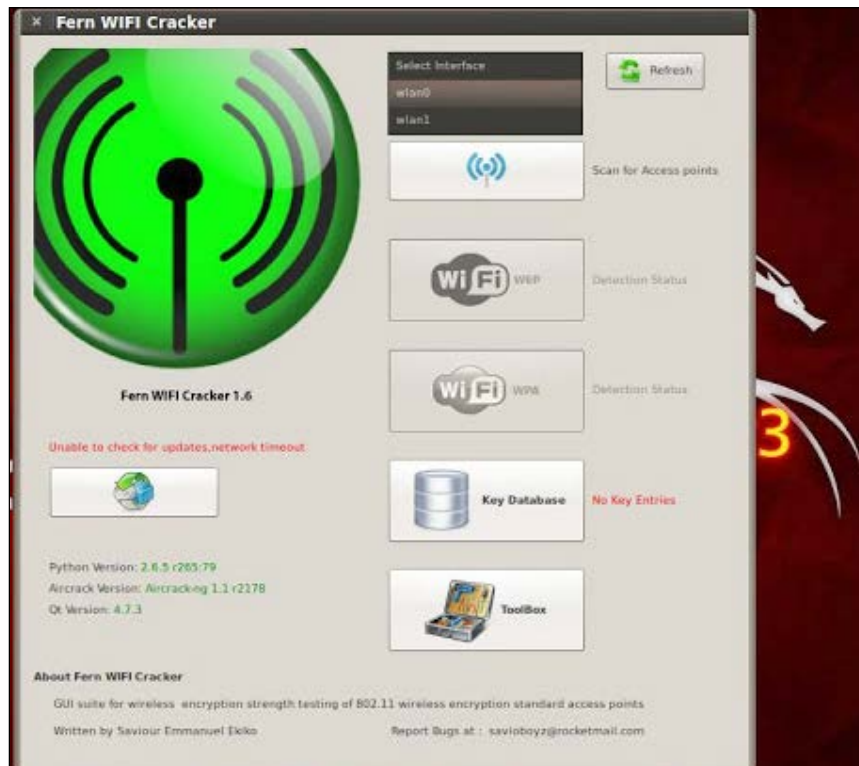 × Fern WIFI Cracker
Select Interface
wlan0
wlan1
Refresh
Scan for Access points
WiFi WEP
Detection Status
WiFi WPA
Detection Status
Fern WIFI Cracker 1.6
Unable to check for updates,network timeout
Key Database
No Key Entries
Python Version: 2.6.5 r265:79
Aircrack Version: Aircrack-ng 1.1 r2178
Qt Version: 4.7.3
ToolBox
About Fern WIFI Cracker
GUI suite for wireless encryption strength testing of 802.11 wireless encryption standard access points
Written by Saviour Emmanuel Ekiko
Report Bugs at : savioboyz@rocketmail.com
3